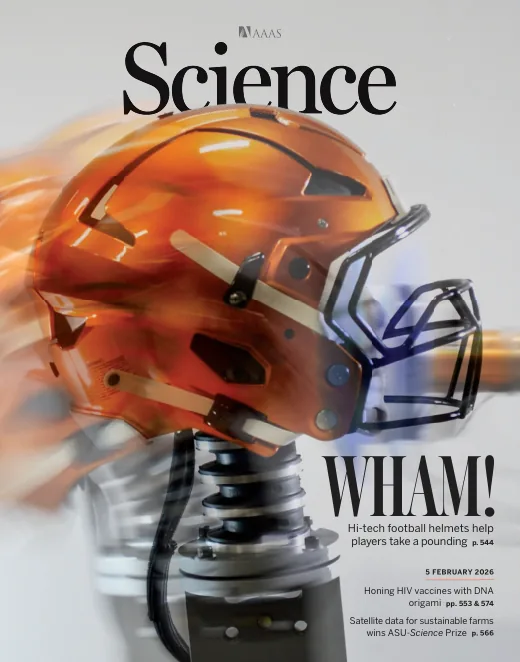 AAAS
Science
WHAM!
Hi-tech football helmets help
players take a pounding p. 544
5 FEBRUARY 2026
Honing HIV vaccines with DNA
origami pp. 553 & 574
Satellite data for sustainable farms
wins ASU-Science Prize p. 566